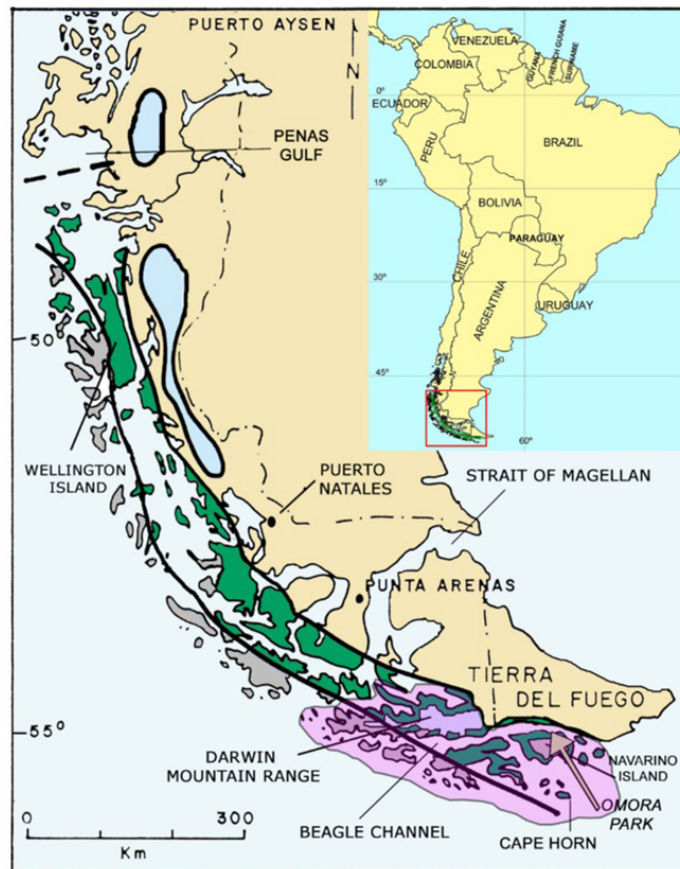 PUERTO AYSEN
N
PENAS
GULF
50°
WELLINGTON
ISLAND
PUERTO
NATALES
STRAIT OF MAGELLAN
PUNTA ARENAS
TIERRA
DEL FUEGO
55°
DARWIN
MOUNTAIN RANGE
NAVARINO
ISLAND
BEAGLE CHANNEL
OMORA
PARK
CAPE HORN
0
300
Km
VENEZUELA
GUYANA
FRENCH GUIANA
SURINAME
COLOMBIA
0°
ECUADOR
PERU
BRAZIL
15°
BOLIVIA
PARAGUAY
CHILE
30°
ARGENTINA
URUGUAY
45°
60°